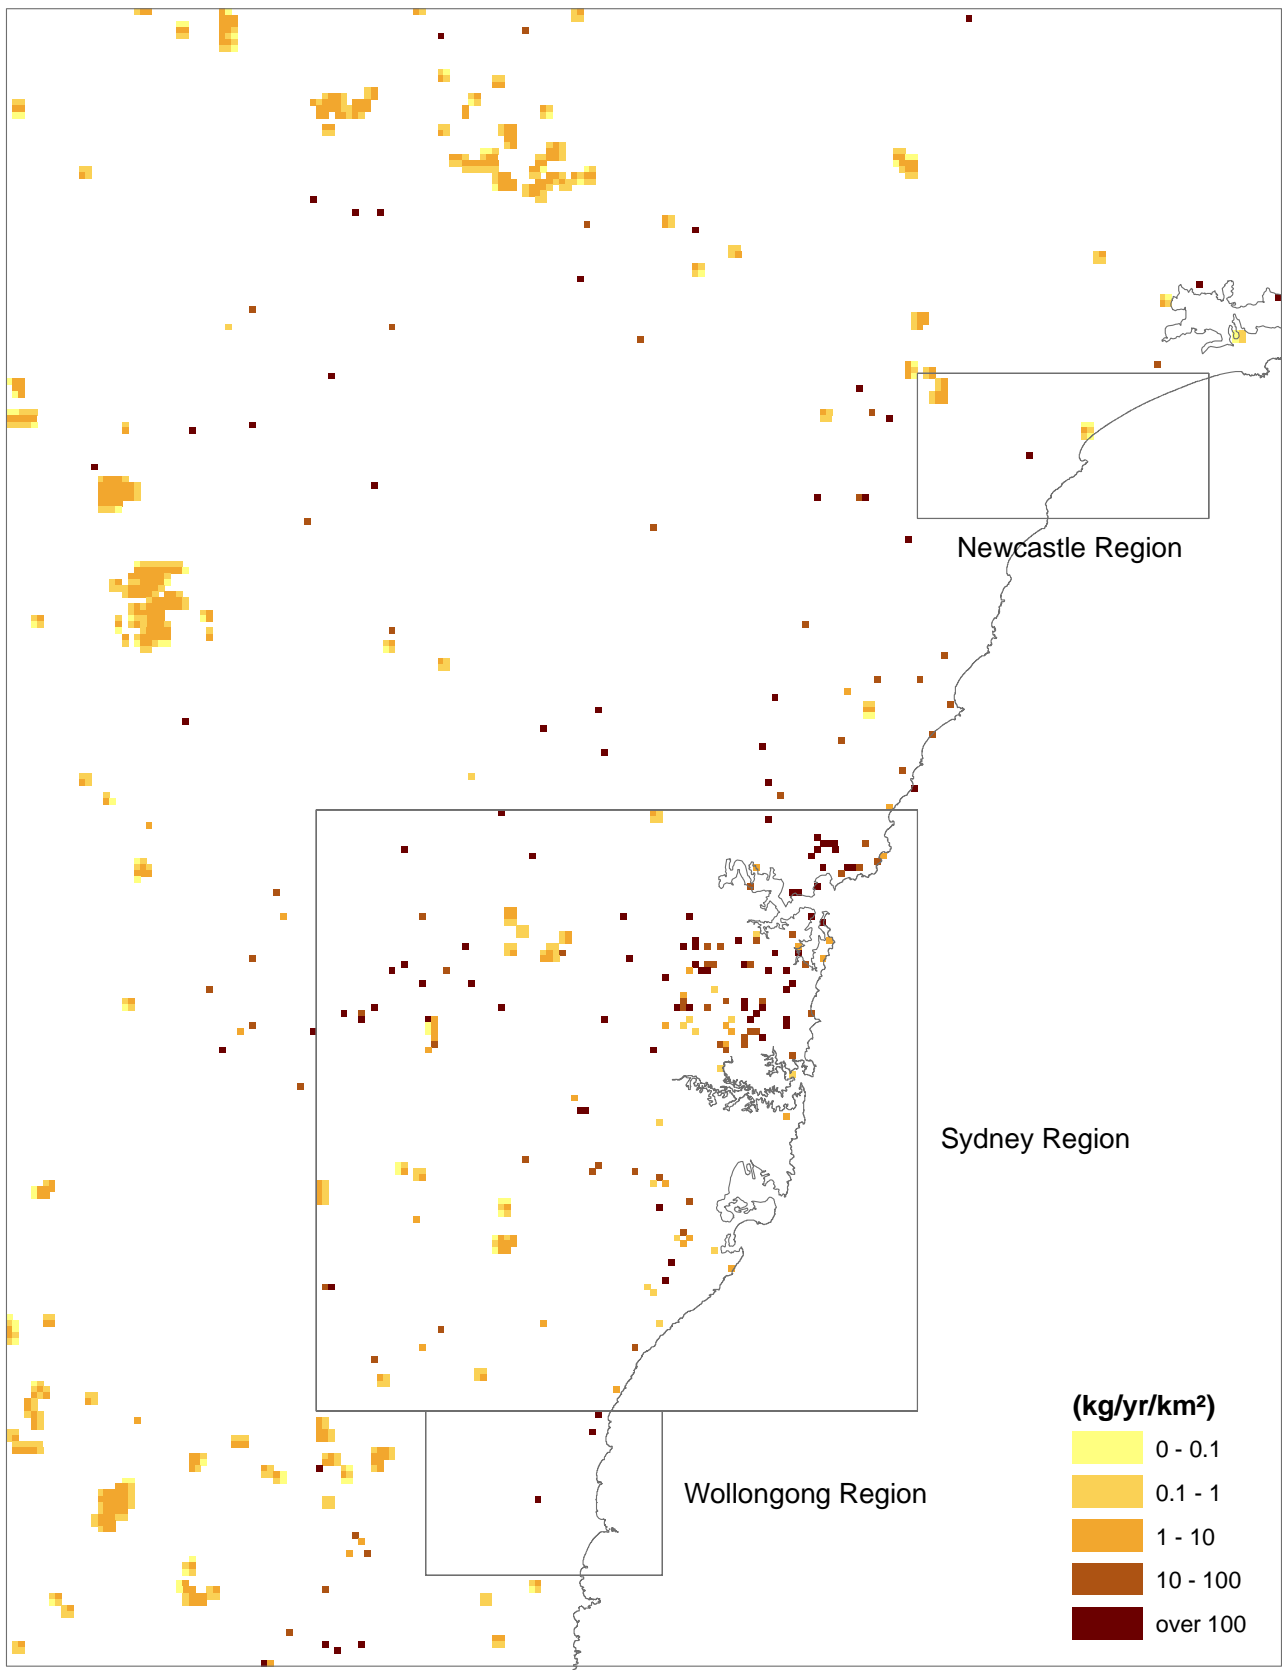 Newcastle Region
Sydney Region
Wollongong Region
(kg/yr/km²)
0 - 0.1
0.1 - 1
1 - 10
10 - 100
over 100